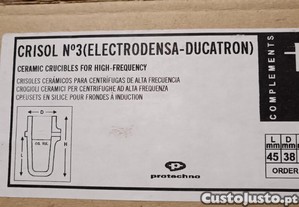 CRISOL Nº3(ELECTRODENSA-DUCATRON)
CERAMIC CRUCIBLES FOR HIGH-FREQUENCY
CRISOLES CERÁMICOS PARA CENTRÍFUGAS DE ALTA FRECUENCIA
CROGIOLI CERAMICI PER CENTRIFUGHE AD ALTA FREQUENZA
CREUSETS EN SILICE POUR FRONDES À INDUCTION
D
L
H
protechno
COMPLEMENTS
L D
mm mm
45 38
ORDER
CustoJusto.pt